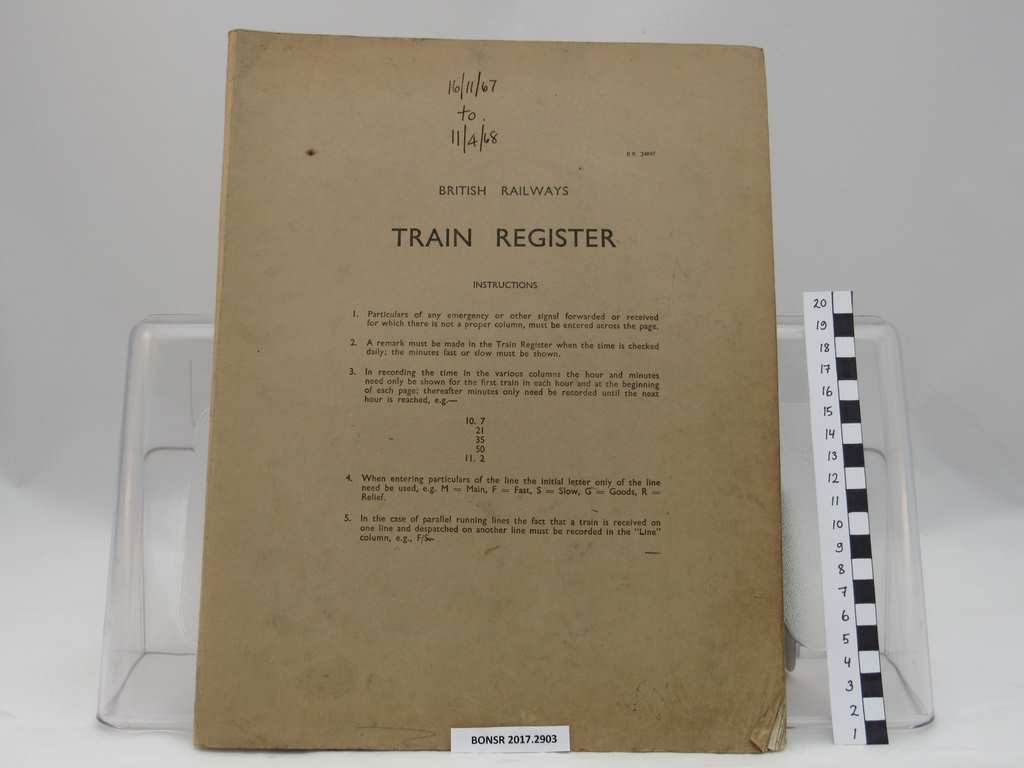 16/11/67
to
11/4/68
BRITISH RAILWAYS
TRAIN REGISTER
INSTRUCTIONS
1. Particulars of any emergency or other signal forwarded or received
for which there is not a proper column, must be entered across the page.
2. A remark must be made in the Train Register when the time is checked
daily; the minutes fast or slow must be shown.
3. In recording the time in the various columns the hour and minutes
need only be shown for the first train in each hour and at the beginning
of each page; thereafter minutes only need be recorded until the next
hour is reached, e.g.—
10. 7
21
35
50
11. 2
4. When entering particulars of the line the initial letter only of the line
need be used, e.g. M = Main, F = Fast, S = Slow, G = Goods, R =
Relief.
5. In the case of parallel running lines the fact that a train is received on
one line and despatched on another line must be recorded in the "Line"
column, e.g., F/S.
BONSR 2017.2903
20
19
18
17
16
15
14
13
12
11
10
9
8
7
6
5
4
3
2
1